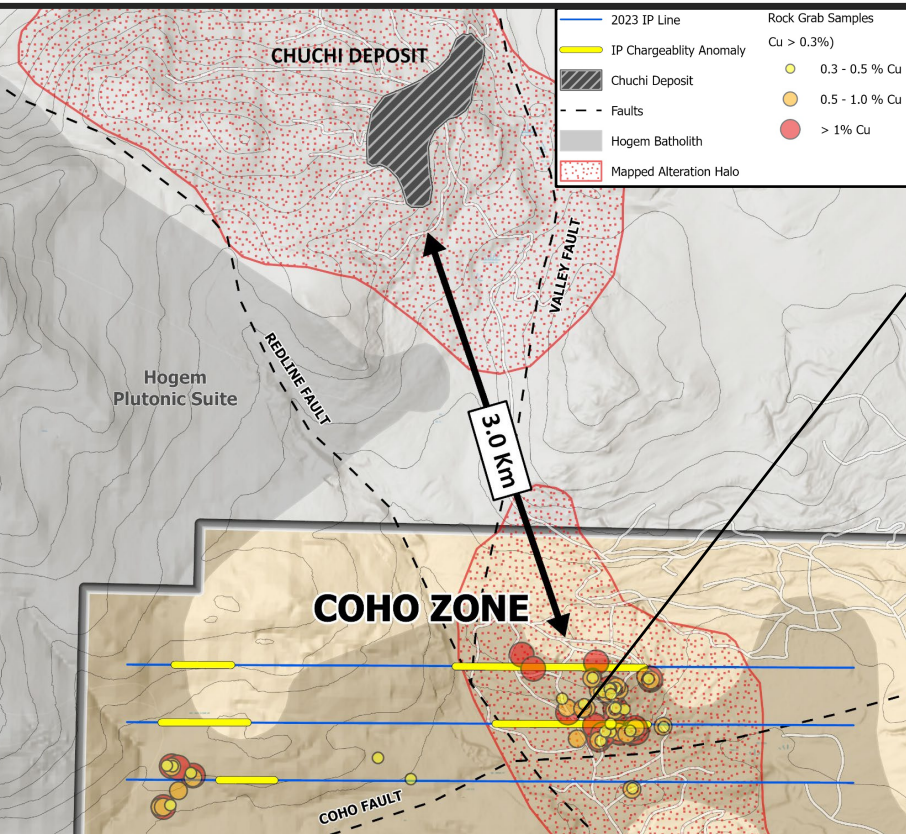 CHUCHI DEPOSIT
2023 IP Line
IP Chargeablity Anomaly
Chuchi Deposit
Faults
Hogem Batholith
Mapped Alteration Halo
Rock Grab Samples
Cu > 0.3%)
0.3 - 0.5 % Cu
0.5 - 1.0 % Cu
> 1% Cu
VALLEY FAULT
REDLINE FAULT
Hogem
Plutonic Suite
3.0 Km
COHO ZONE
COHO FAULT